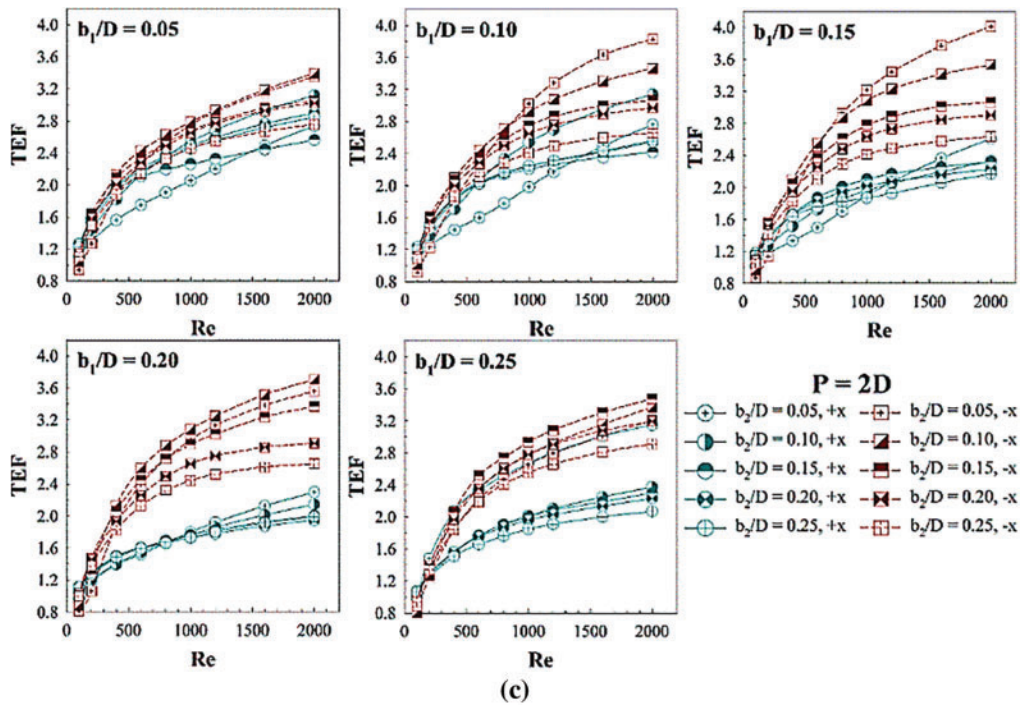 b1/D = 0.05
b1/D = 0.10
b1/D = 0.15
4.0
3.6
3.2
2.8
2.4
2.0
1.6
1.2
0.8
TEF
0 500 1000 1500 2000
Re
4.0
3.6
3.2
2.8
2.4
2.0
1.6
1.2
0.8
TEF
0 500 1000 1500 2000
Re
4.0
3.6
3.2
2.8
2.4
2.0
1.6
1.2
0.8
TEF
0 500 1000 1500 2000
Re
b1/D = 0.20
b1/D = 0.25
4.0
3.6
3.2
2.8
2.4
2.0
1.6
1.2
0.8
TEF
0 500 1000 1500 2000
Re
4.0
3.6
3.2
2.8
2.4
2.0
1.6
1.2
0.8
TEF
0 500 1000 1500 2000
Re
P = 2D
b2/D = 0.05, +x b2/D = 0.05, -x
b2/D = 0.10, +x b2/D = 0.10, -x
b2/D = 0.15, +x b2/D = 0.15, -x
b2/D = 0.20, +x b2/D = 0.20, -x
b2/D = 0.25, +x b2/D = 0.25, -x
(c)